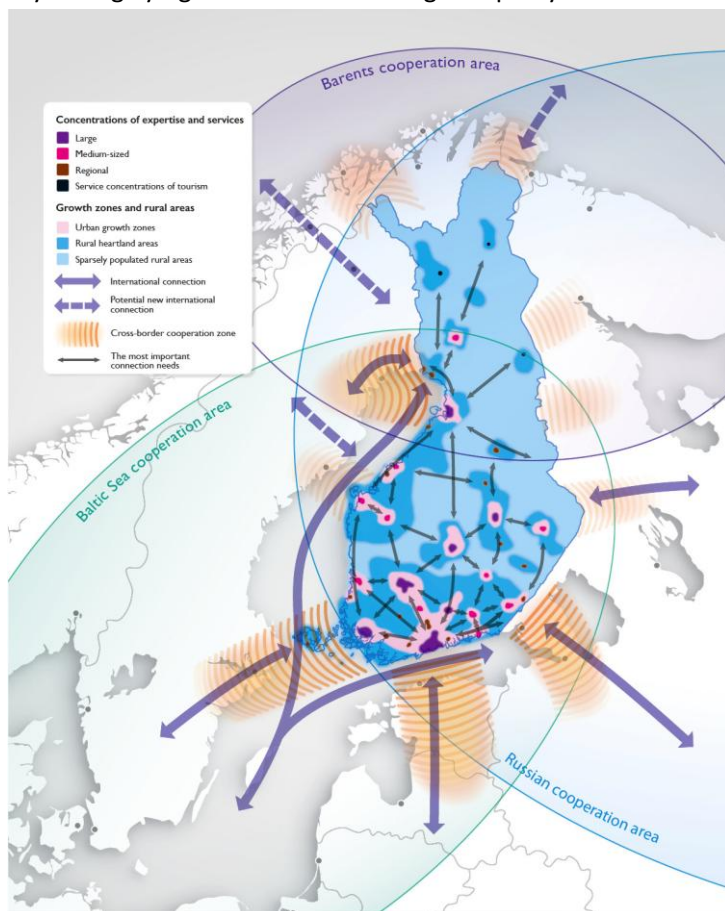 Barents cooperation area
Concentrations of expertise and services
Large
Medium-sized
Regional
Service concentrations of tourism
Growth zones and rural areas
Urban growth zones
Rural heartland areas
Sparsely populated rural areas
International connection
Potential new international
connection
Cross-border cooperation zone
The most important
connection needs
Baltic Sea cooperation area
Russian cooperation area